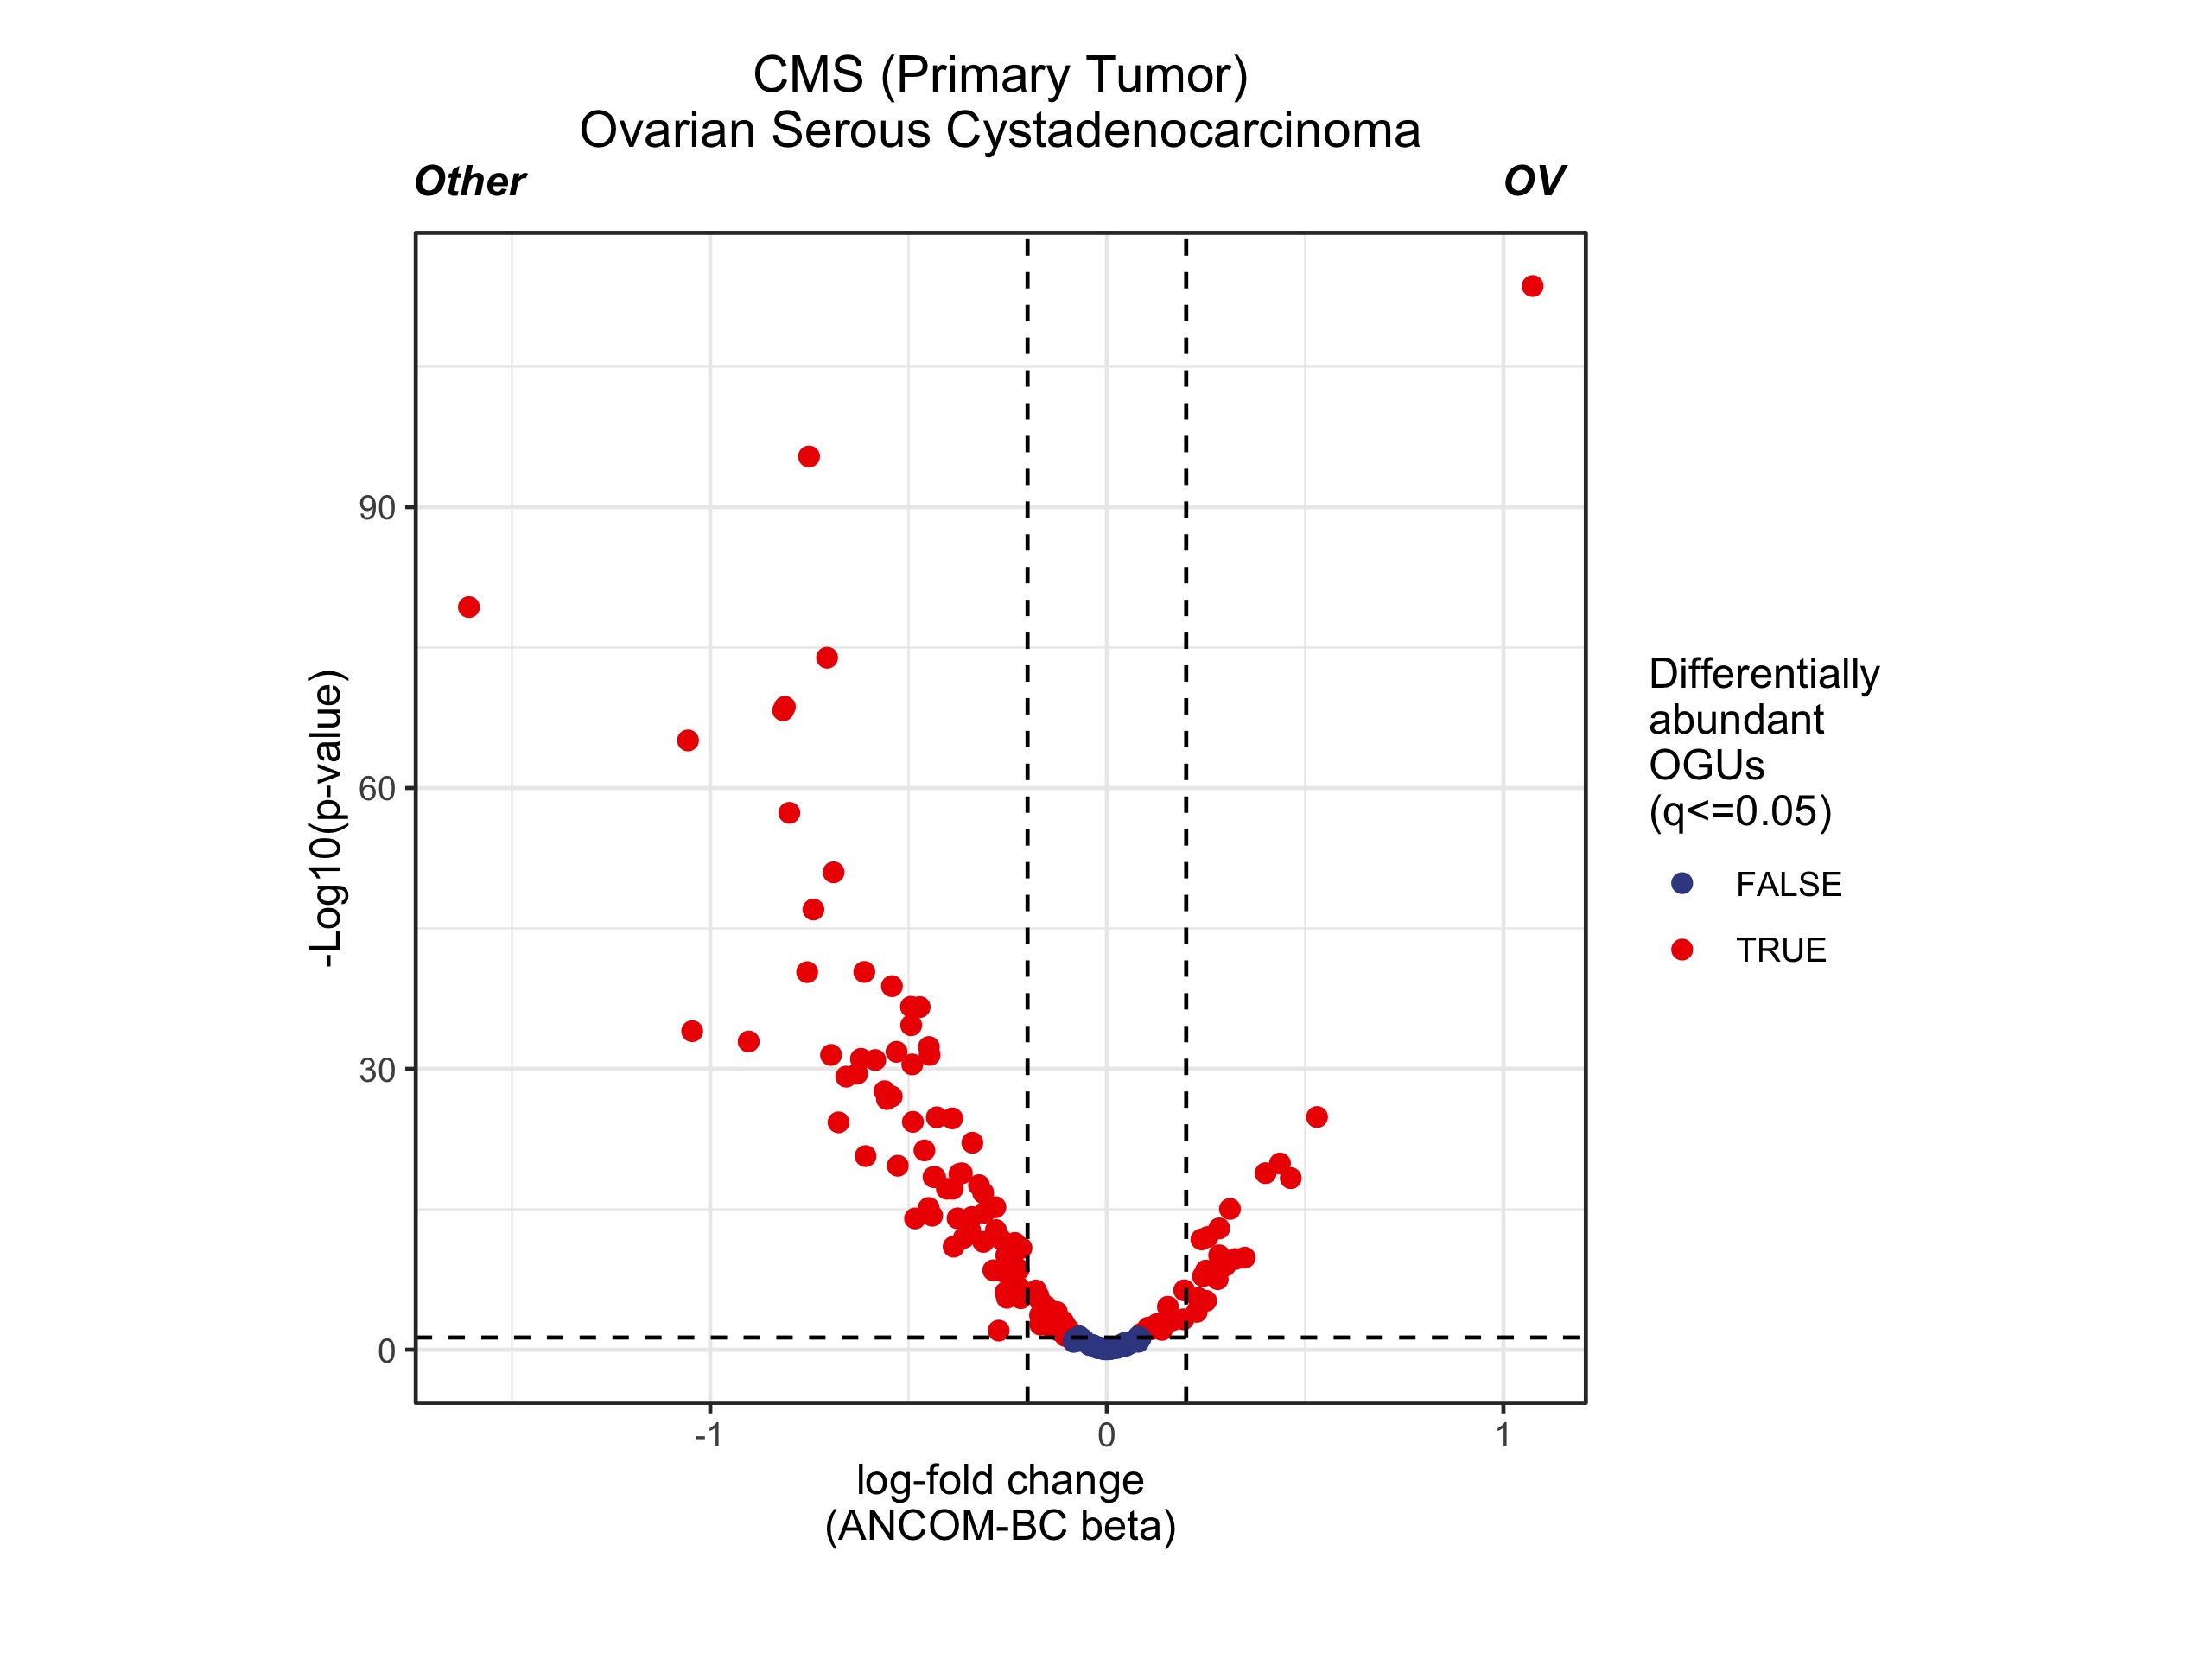 CMS (Primary Tumor)
Ovarian Serous Cystadenocarcinoma
Other
OV
90
60
30
0
-Log10(p-value)
-1
0
1
log-fold change
(ANCOM-BC beta)
Differentially
abundant
OGUs
(q<=0.05)
FALSE
TRUE